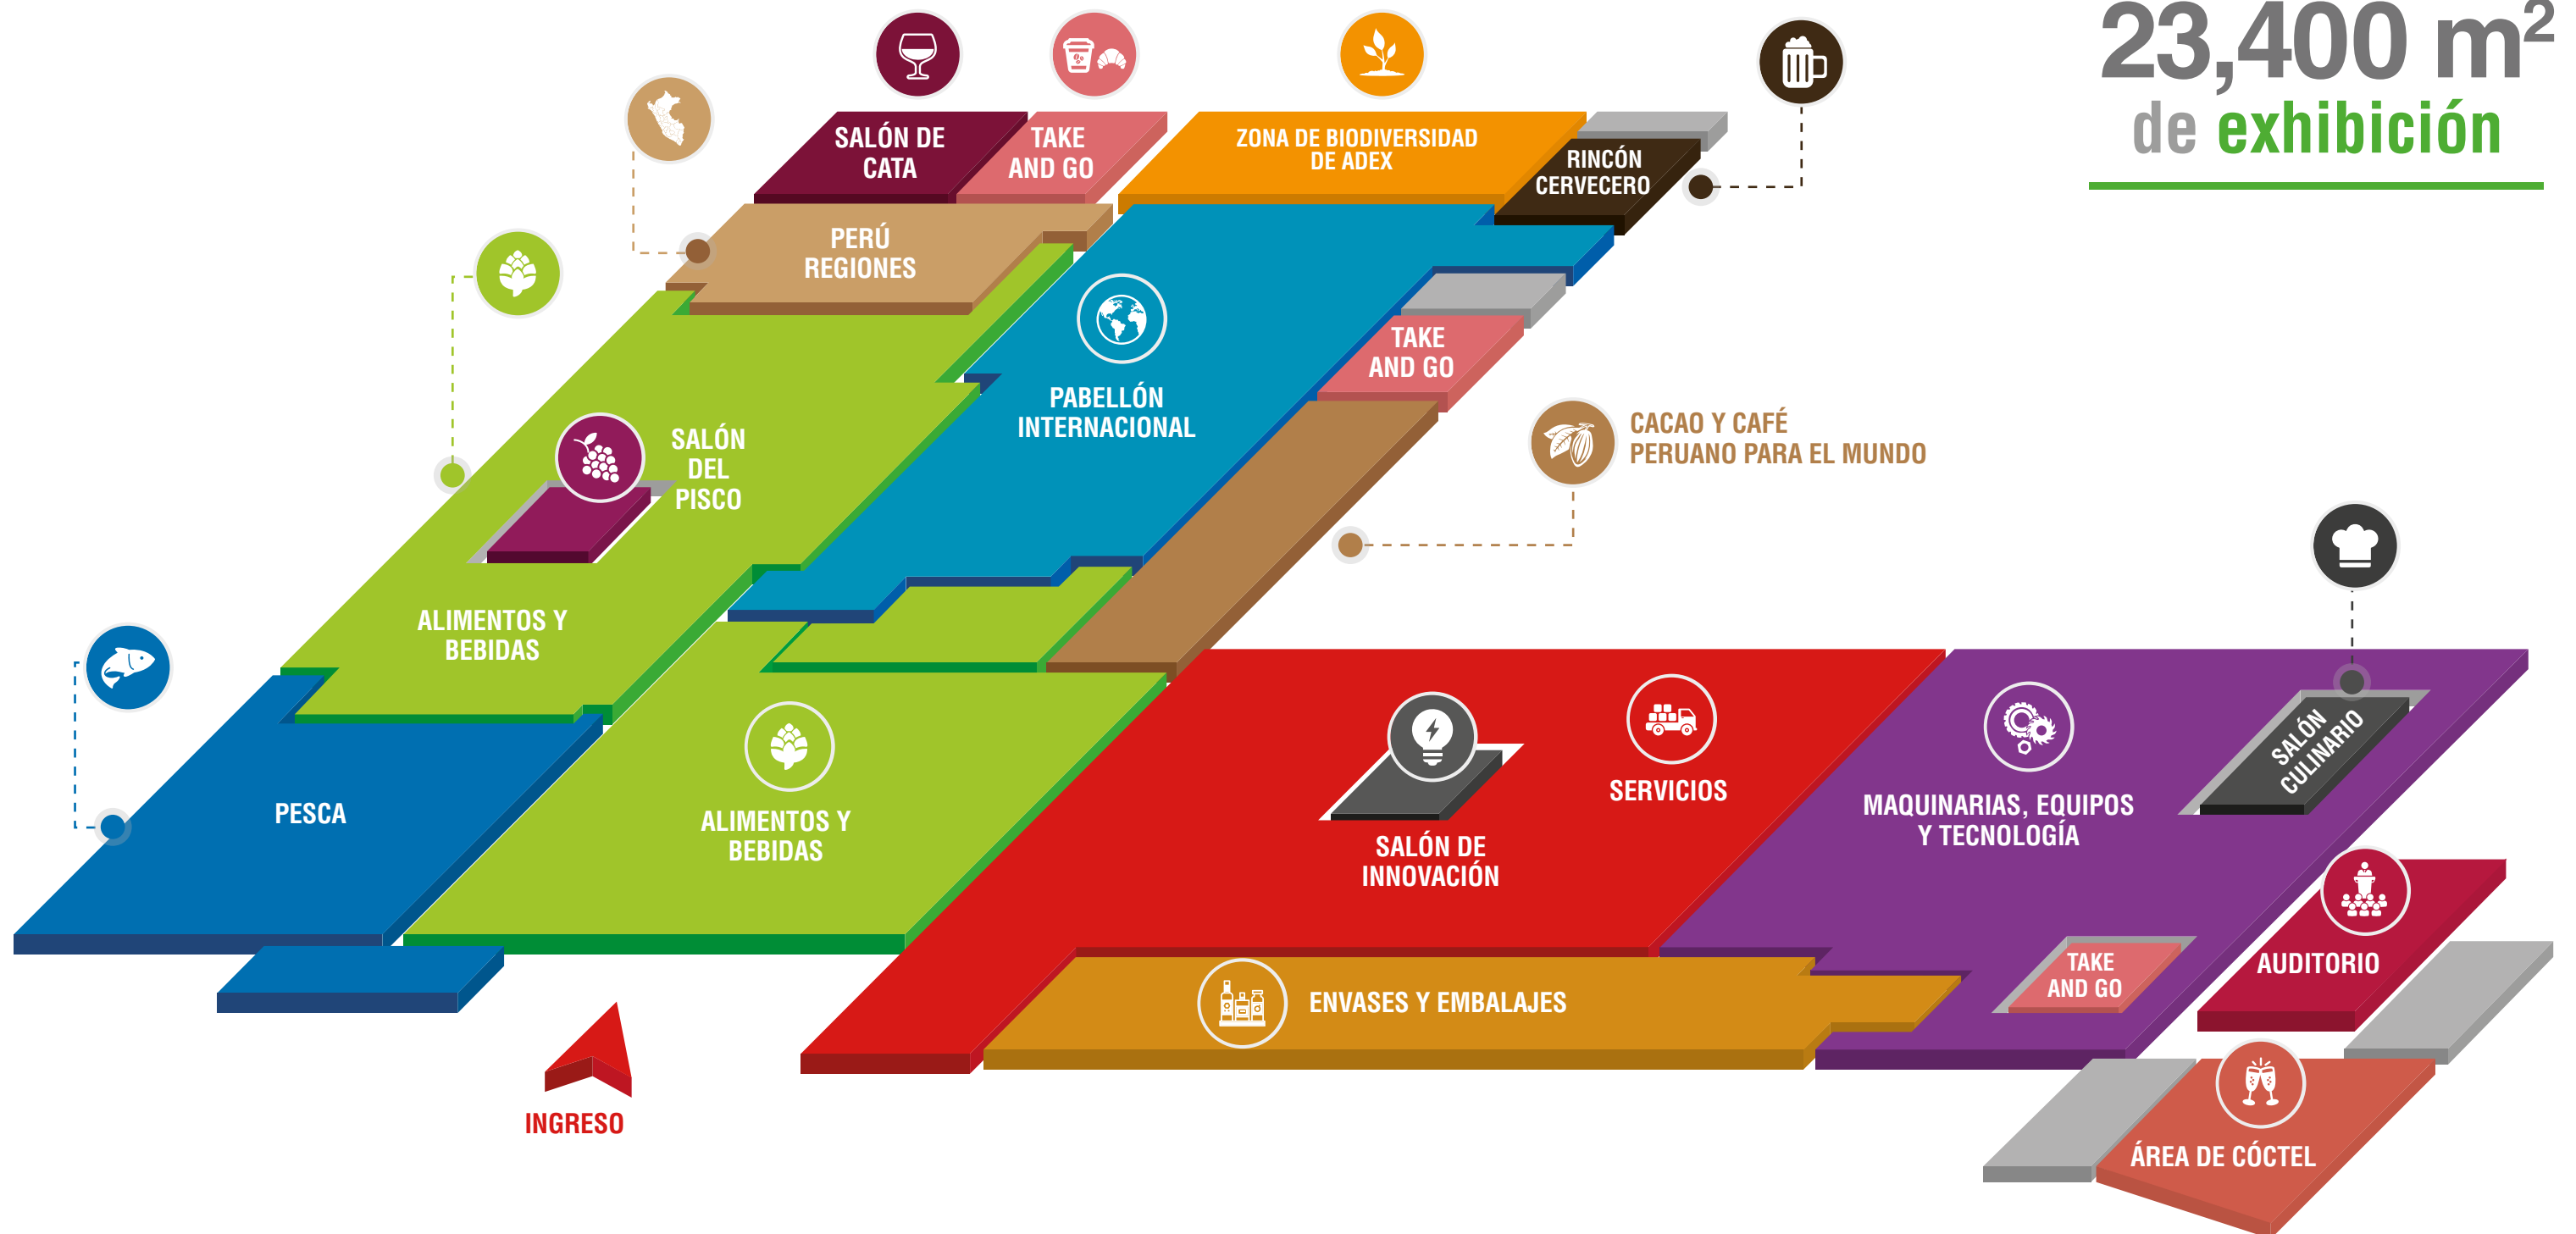 23,400 m²
de exhibición
SALÓN DE
CATA
TAKE
AND GO
ZONA DE BIODIVERSIDAD
DE ADEX
RINCÓN
CERVECERO
PERÚ
REGIONES
TAKE
AND GO
PABELLÓN
INTERNACIONAL
CACAO Y CAFÉ
PERUANO PARA EL MUNDO
SALÓN
DEL
PISCO
ALIMENTOS Y
BEBIDAS
PESCA
ALIMENTOS Y
BEBIDAS
SALÓN DE
INNOVACIÓN
SERVICIOS
MAQUINARIAS, EQUIPOS
Y TECNOLOGÍA
SALÓN
CULINARIO
TAKE
AND GO
AUDITORIO
ENVASES Y EMBALAJES
INGRESO
ÁREA DE CÓCTEL